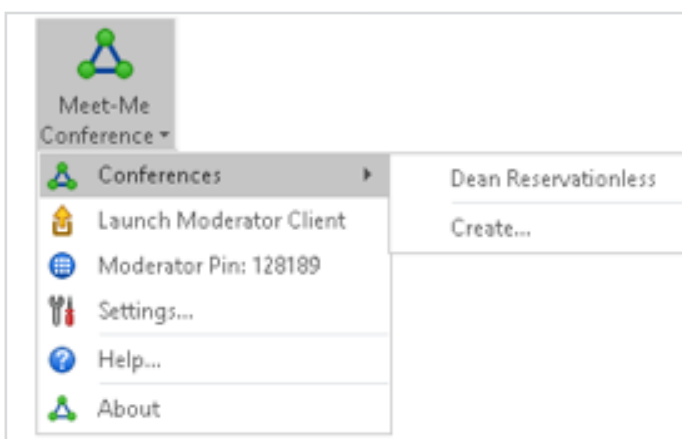 Meet-Me
Conference
Conferences
Dean Reservationless
Launch Moderator Client
Create...
Moderator Pin: 128189
Settings...
Help...
About